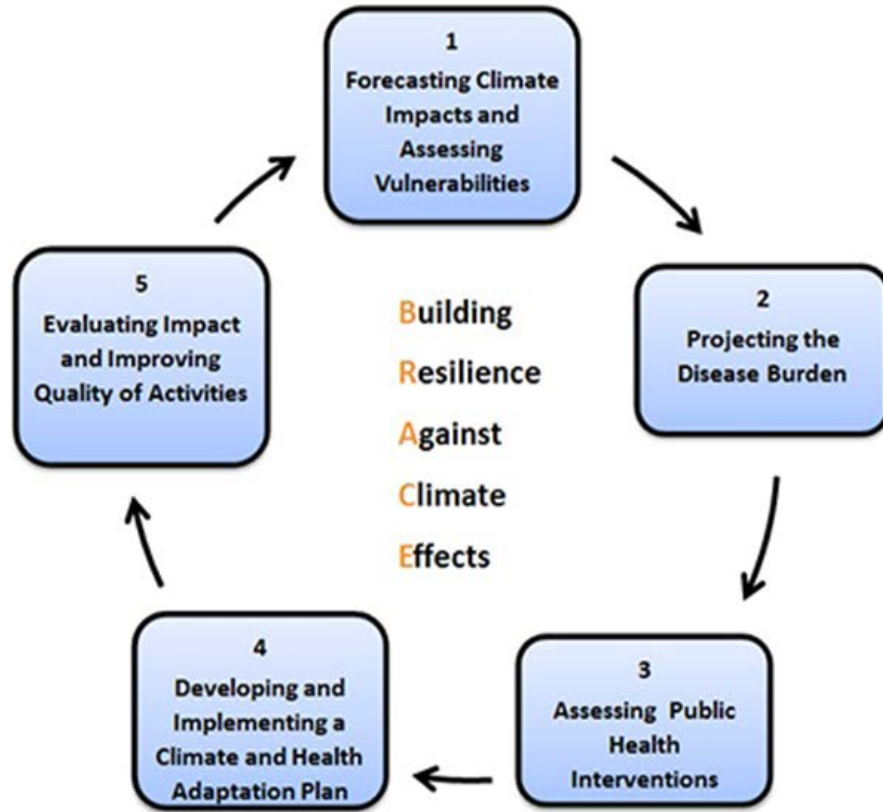 1
Forecasting Climate
Impacts and
Assessing
Vulnerabilities
2
Projecting the
Disease Burden
3
Assessing Public
Health
Interventions
4
Developing and
Implementing a
Climate and Health
Adaptation Plan
5
Evaluating Impact
and Improving
Quality of Activities
Building
Resilience
Against
Climate
Effects